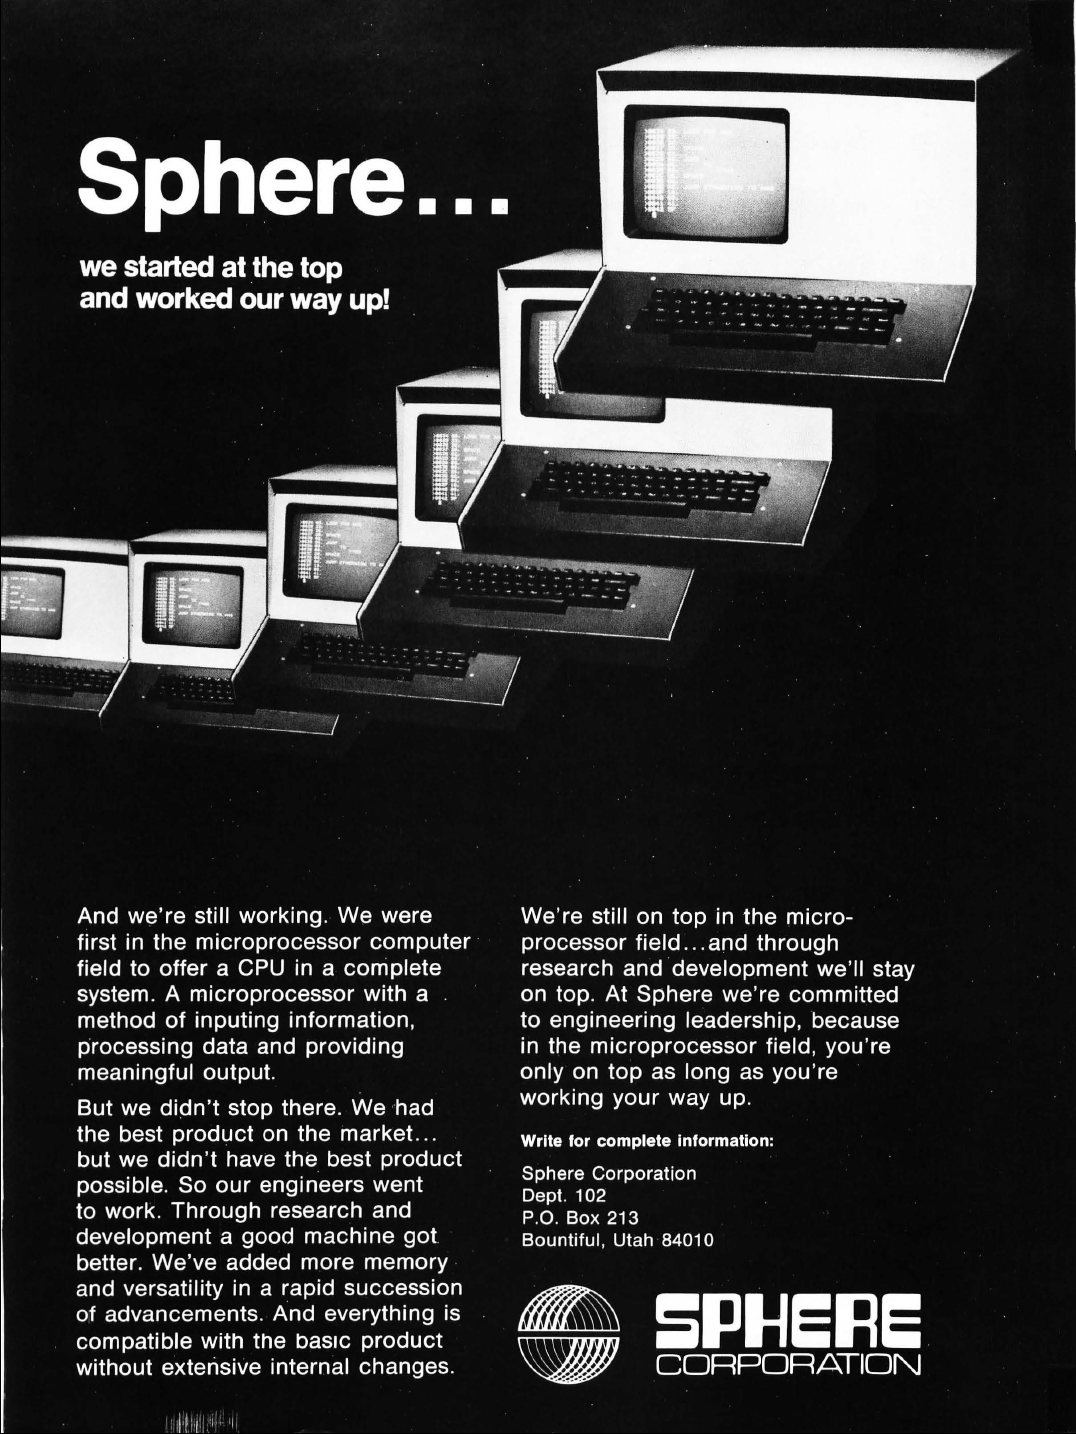 Sphere...
we started at the top
and worked our way up!
And we're still working. We were
first in the microprocessor computer
field to offer a CPU in a complete
system. A microprocessor with a
method of inputing information,
processing data and providing
meaningful output.
But we didn't stop there. We had
the best product on the market...
but we didn't have the best product
possible. So our engineers went
to work. Through research and
development a good machine got
better. We've added more memory
and versatility in a rapid succession
of advancements. And everything is
compatible with the basic product
without extensive internal changes.
We're still on top in the micro-
processor field...and through
research and development we'll stay
on top. At Sphere we're committed
to engineering leadership, because
in the microprocessor field, you're
only on top as long as you're
working your way up.
Write for complete information:
Sphere Corporation
Dept. 102
P.O. Box 213
Bountiful, Utah 84010
SPHERE
CORPORATION